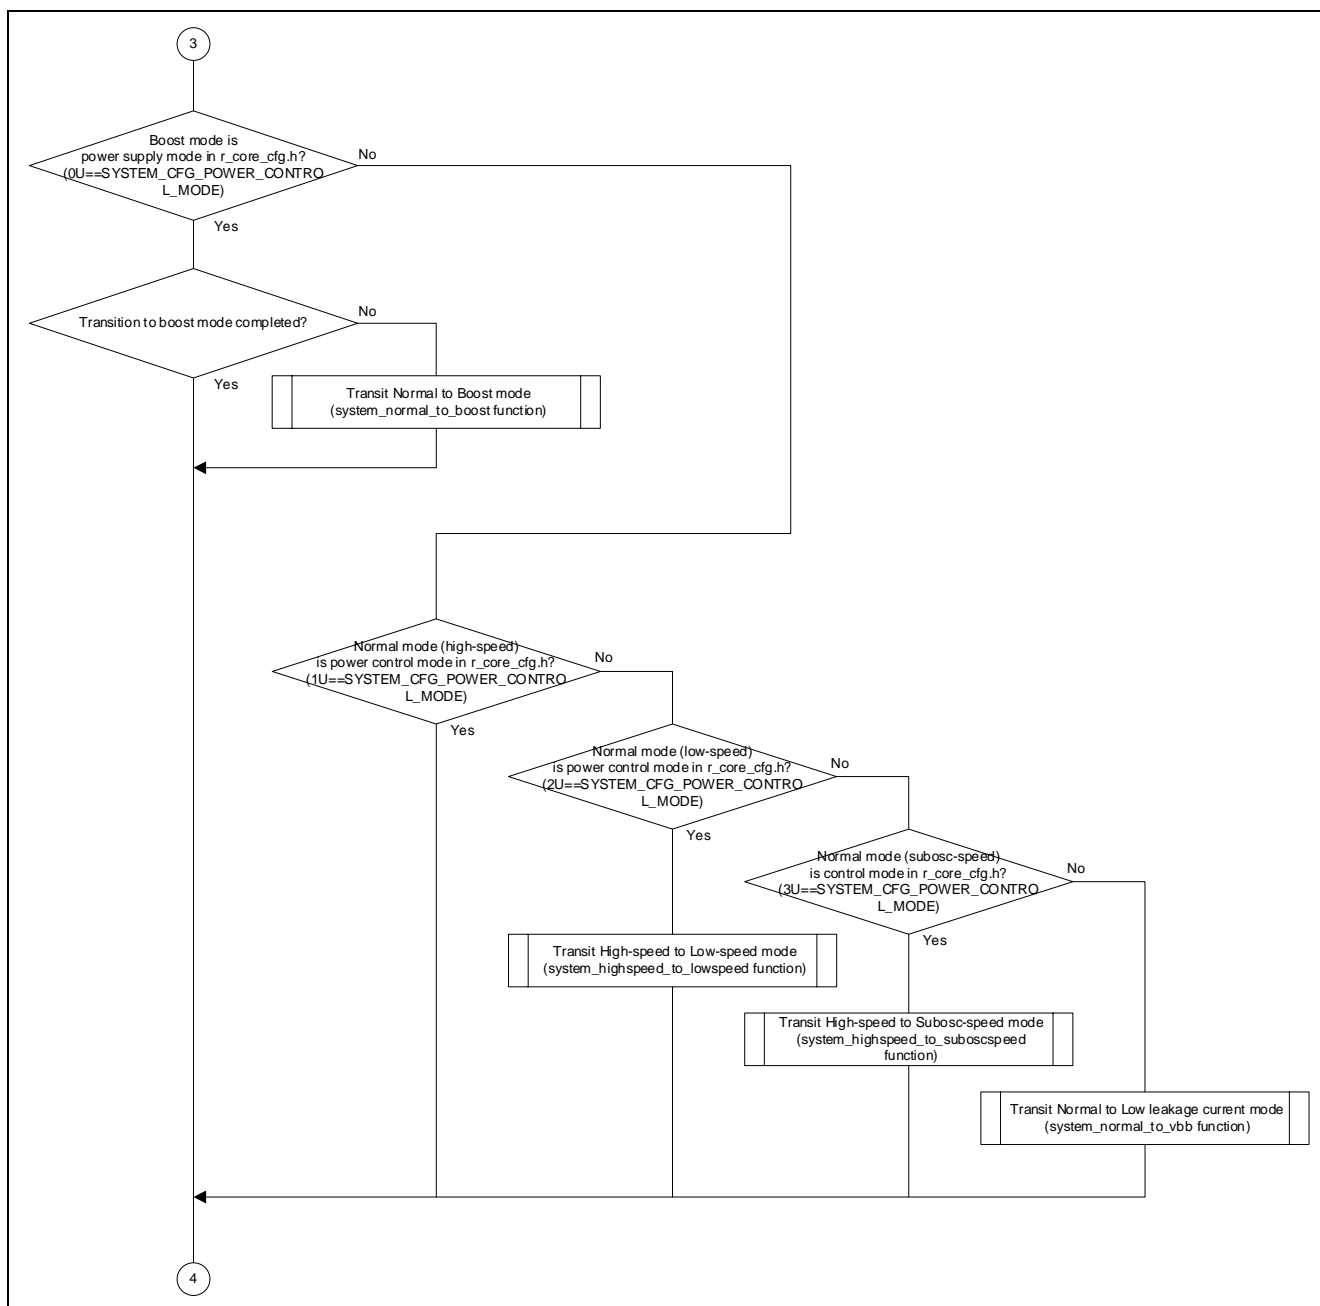 3
Boost mode is
power supply mode in r_core_cfg.h?
(0U==SYSTEM_CFG_POWER_CONTRO
L_MODE)
No
Yes
Transition to boost mode completed?
No
Yes
Transit Normal to Boost mode
(system_normal_to_boost function)
Normal mode (high-speed)
is power control mode in r_core_cfg.h?
(1U==SYSTEM_CFG_POWER_CONTRO
L_MODE)
No
Yes
Normal mode (low-speed)
is power control mode in r_core_cfg.h?
(2U==SYSTEM_CFG_POWER_CONTRO
L_MODE)
No
Yes
Normal mode (subosc-speed)
is control mode in r_core_cfg.h?
(3U==SYSTEM_CFG_POWER_CONTRO
L_MODE)
No
Yes
Transit High-speed to Low-speed mode
(system_highspeed_to_lowspeed function)
Transit High-speed to Subosc-speed mode
(system_highspeed_to_suboscspeed
function)
Transit Normal to Low leakage current mode
(system_normal_to_vbb function)
4